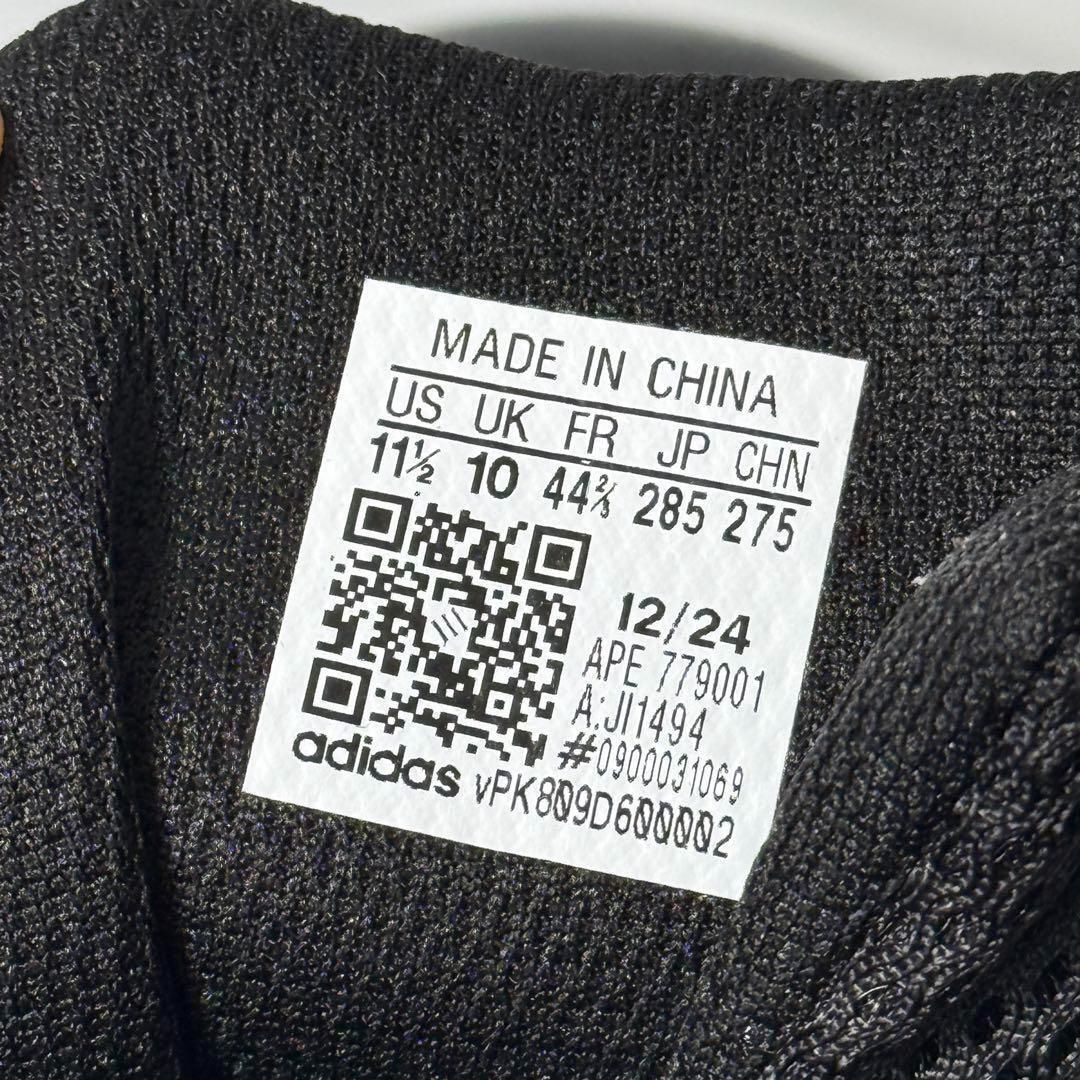 MADE IN CHINA
US UK FR JP CHN
11½ 10 44⅔ 285 275
12/24
APE 779001
A:JI1494
#0900031069
adidas vPK809D600002